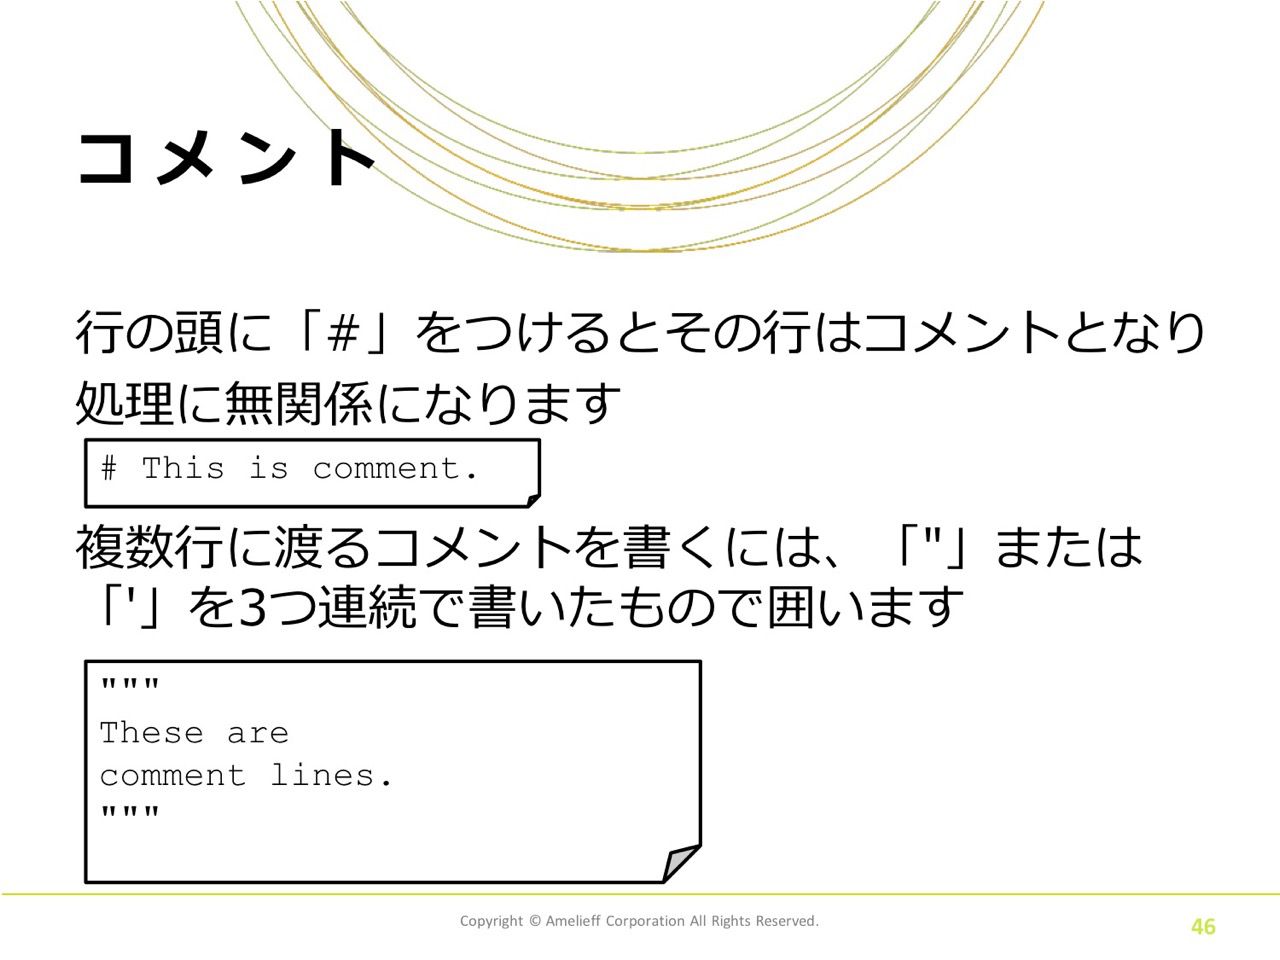 コメント
行の頭に「#」をつけるとその行はコメントとなり
処理に無関係になります
# This is comment.
複数行に渡るコメントを書くには、「"」または
「'」を3つ連続で書いたもので囲います
"""
These are
comment lines.
"""
Copyright © Amelieff Corporation All Rights Reserved.
46